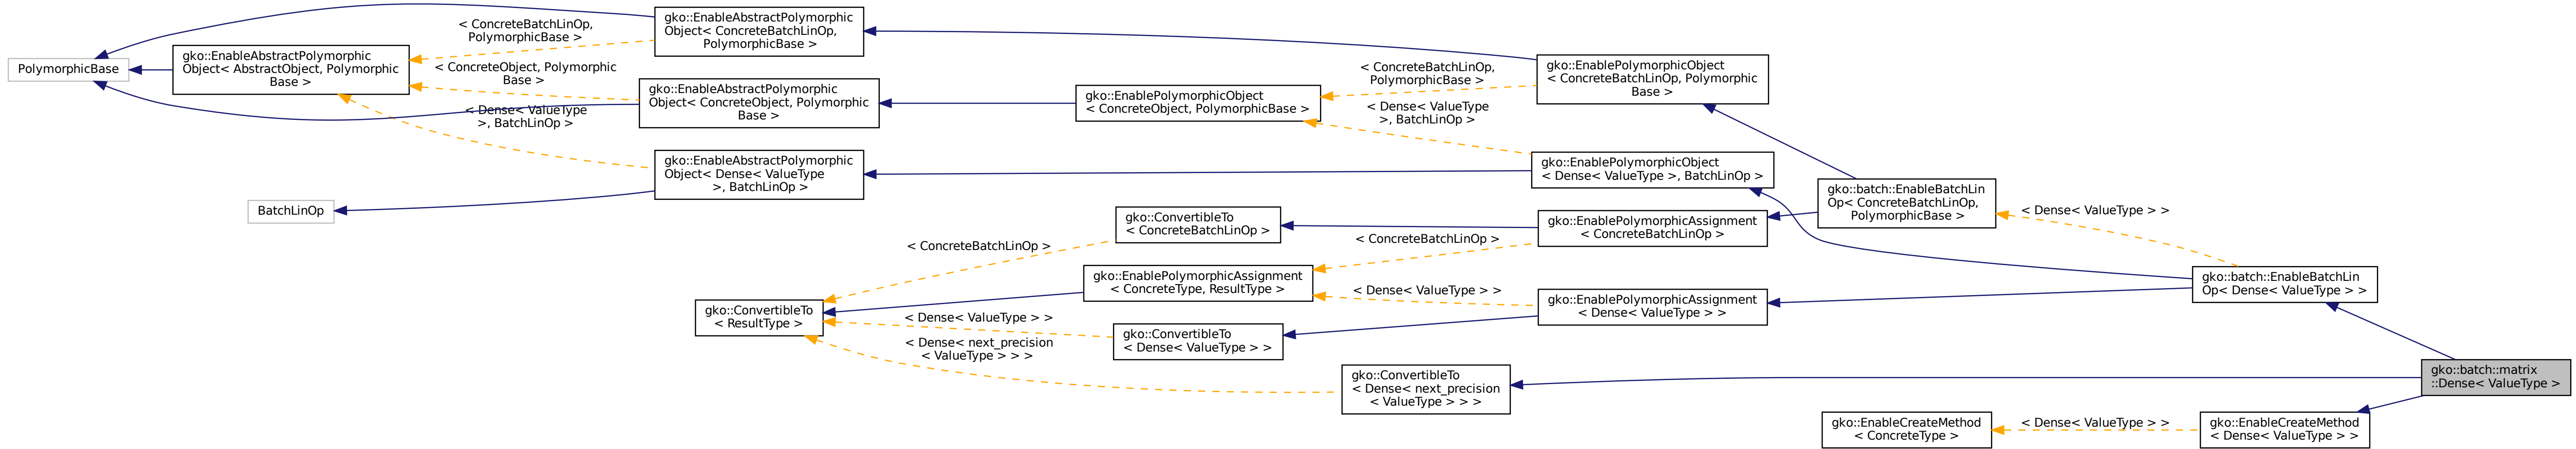 PolymorphicBase
gko::EnableAbstractPolymorphic
Object< AbstractObject, Polymorphic
Base >
< ConcreteBatchLinOp,
PolymorphicBase >
< ConcreteObject, Polymorphic
Base >
< Dense< ValueType
>, BatchLinOp >
BatchLinOp
gko::EnableAbstractPolymorphic
Object< ConcreteBatchLinOp,
PolymorphicBase >
gko::EnableAbstractPolymorphic
Object< ConcreteObject, Polymorphic
Base >
gko::EnableAbstractPolymorphic
Object< Dense< ValueType
>, BatchLinOp >
gko::ConvertibleTo
< ResultType >
< ConcreteBatchLinOp >
< Dense< ValueType > >
< Dense< next_precision
< ValueType > > >
gko::EnablePolymorphicObject
< ConcreteObject, PolymorphicBase >
gko::ConvertibleTo
< ConcreteBatchLinOp >
gko::EnablePolymorphicAssignment
< ConcreteType, ResultType >
gko::ConvertibleTo
< Dense< ValueType > >
< ConcreteBatchLinOp,
PolymorphicBase >
< Dense< ValueType
>, BatchLinOp >
< ConcreteBatchLinOp >
< Dense< ValueType > >
gko::ConvertibleTo
< Dense< next_precision
< ValueType > > >
gko::EnablePolymorphicObject
< ConcreteBatchLinOp, Polymorphic
Base >
gko::EnablePolymorphicObject
< Dense< ValueType >, BatchLinOp >
gko::EnablePolymorphicAssignment
< ConcreteBatchLinOp >
gko::EnablePolymorphicAssignment
< Dense< ValueType > >
gko::batch::EnableBatchLin
Op< ConcreteBatchLinOp,
PolymorphicBase >
< Dense< ValueType > >
gko::batch::EnableBatchLin
Op< Dense< ValueType > >
gko::batch::matrix
::Dense< ValueType >
gko::EnableCreateMethod
< ConcreteType >
< Dense< ValueType > >
gko::EnableCreateMethod
< Dense< ValueType > >